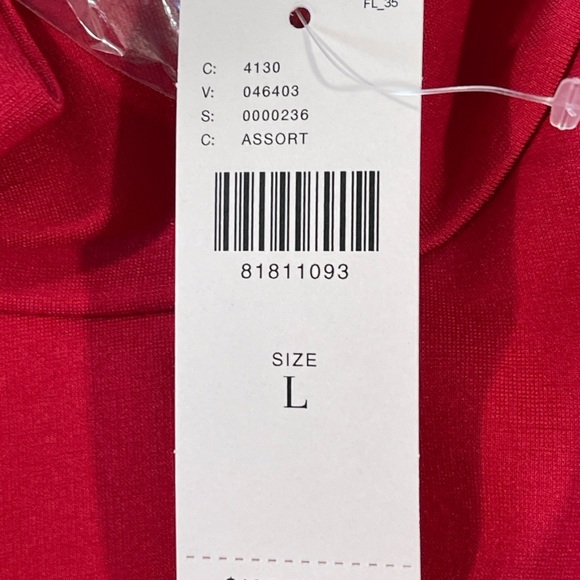 FL_35
C: 4130
V: 046403
S: 0000236
C: ASSORT
81811093
SIZE
L